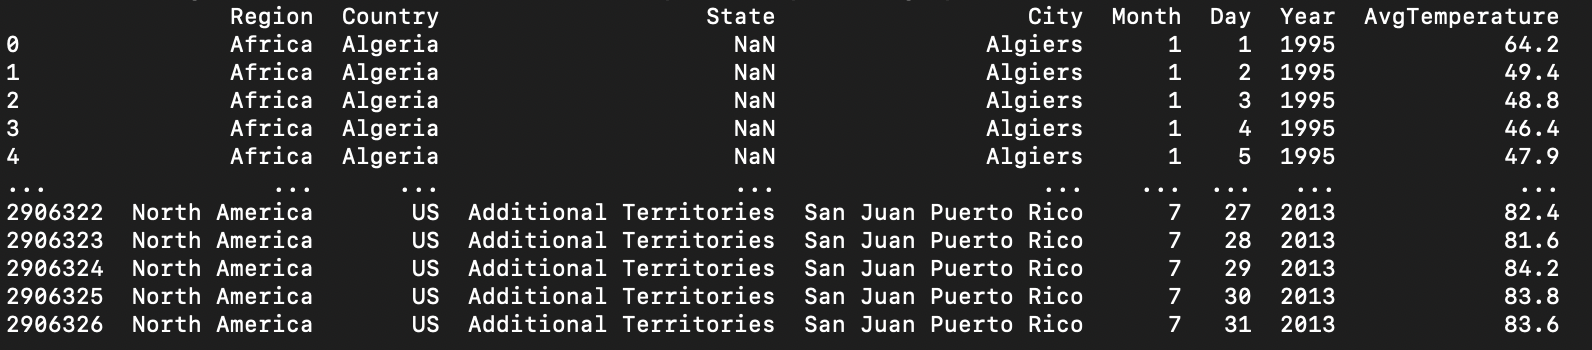 Region Country State City Month Day Year AvgTemperature
0 Africa Algeria NaN Algiers 1 1 1995 64.2
1 Africa Algeria NaN Algiers 1 2 1995 49.4
2 Africa Algeria NaN Algiers 1 3 1995 48.8
3 Africa Algeria NaN Algiers 1 4 1995 46.4
4 Africa Algeria NaN Algiers 1 5 1995 47.9
... ... ... ... ... ... ... ... ...
2906322 North America US Additional Territories San Juan Puerto Rico 7 27 2013 82.4
2906323 North America US Additional Territories San Juan Puerto Rico 7 28 2013 81.6
2906324 North America US Additional Territories San Juan Puerto Rico 7 29 2013 84.2
2906325 North America US Additional Territories San Juan Puerto Rico 7 30 2013 83.8
2906326 North America US Additional Territories San Juan Puerto Rico 7 31 2013 83.6